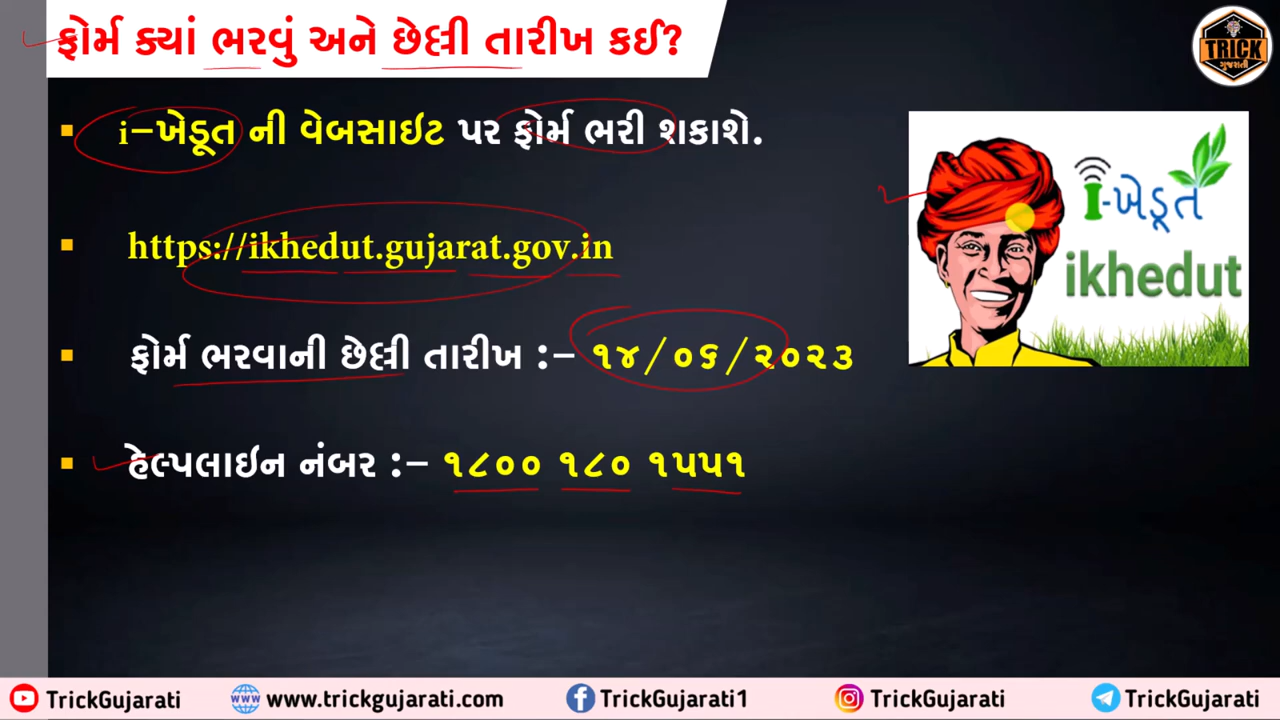 ફોર્મ ક્યાં ભરવું અને છેલ્લી તારીખ કઈ?
TRICK
ગુજરાતી
i-ખેડૂત ની વેબસાઇટ પર ફોર્મ ભરી શકાશે.
i-ખેડૂત
ikhedut
https://ikhedut.gujarat.gov.in
ફોર્મ ભરવાની છેલ્લી તારીખ :- ૧૪/૦૬/૨૦૨૩
હેલ્પલાઇન નંબર :- ૧૮૦૦ ૧૮૦ ૧૫૫૧
TrickGujarati www.trickgujarati.com TrickGujarati1 TrickGujarati TrickGujarati